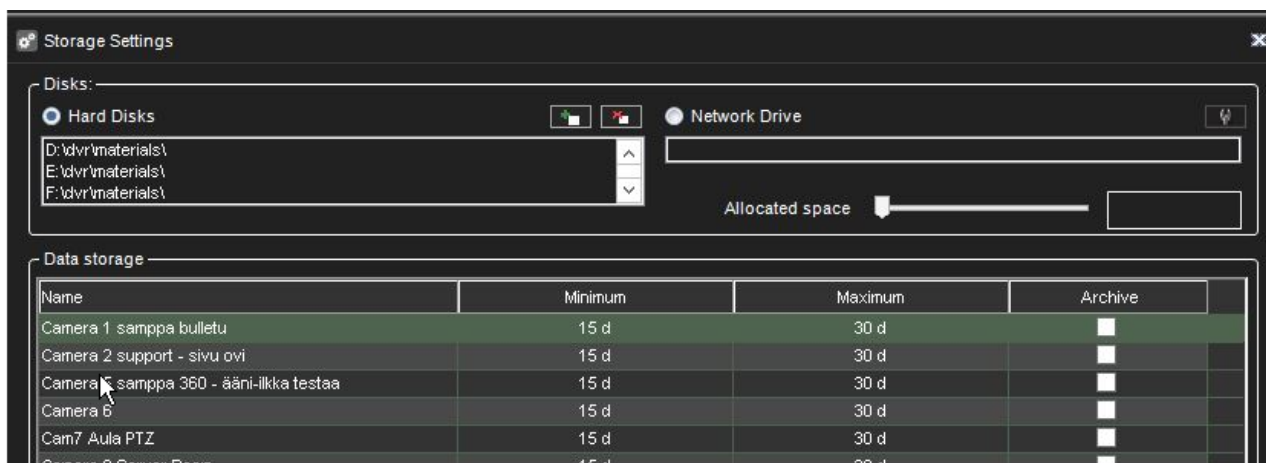 Storage Settings
Disks:
Hard Disks
Network Drive
D:\dvr\materials\
E:\dvr\materials\
F:\dvr\materials\
Allocated space
Data storage
Name Minimum Maximum Archive
Camera 1 samppa bulletu 15 d 30 d
Camera 2 support - sivu ovi 15 d 30 d
Camera 5 samppa 360 - ääni-ilkka testaa 15 d 30 d
Camera 6 15 d 30 d
Cam7 Aula PTZ 15 d 30 d